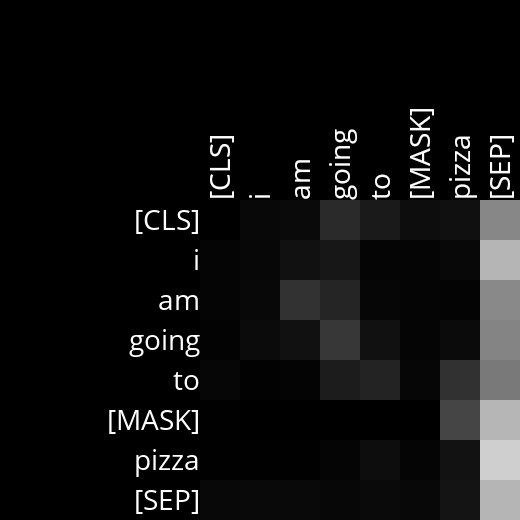 [CLS] i am going to [MASK] pizza [SEP]
[CLS]
i
am
going
to
[MASK]
pizza
[SEP]